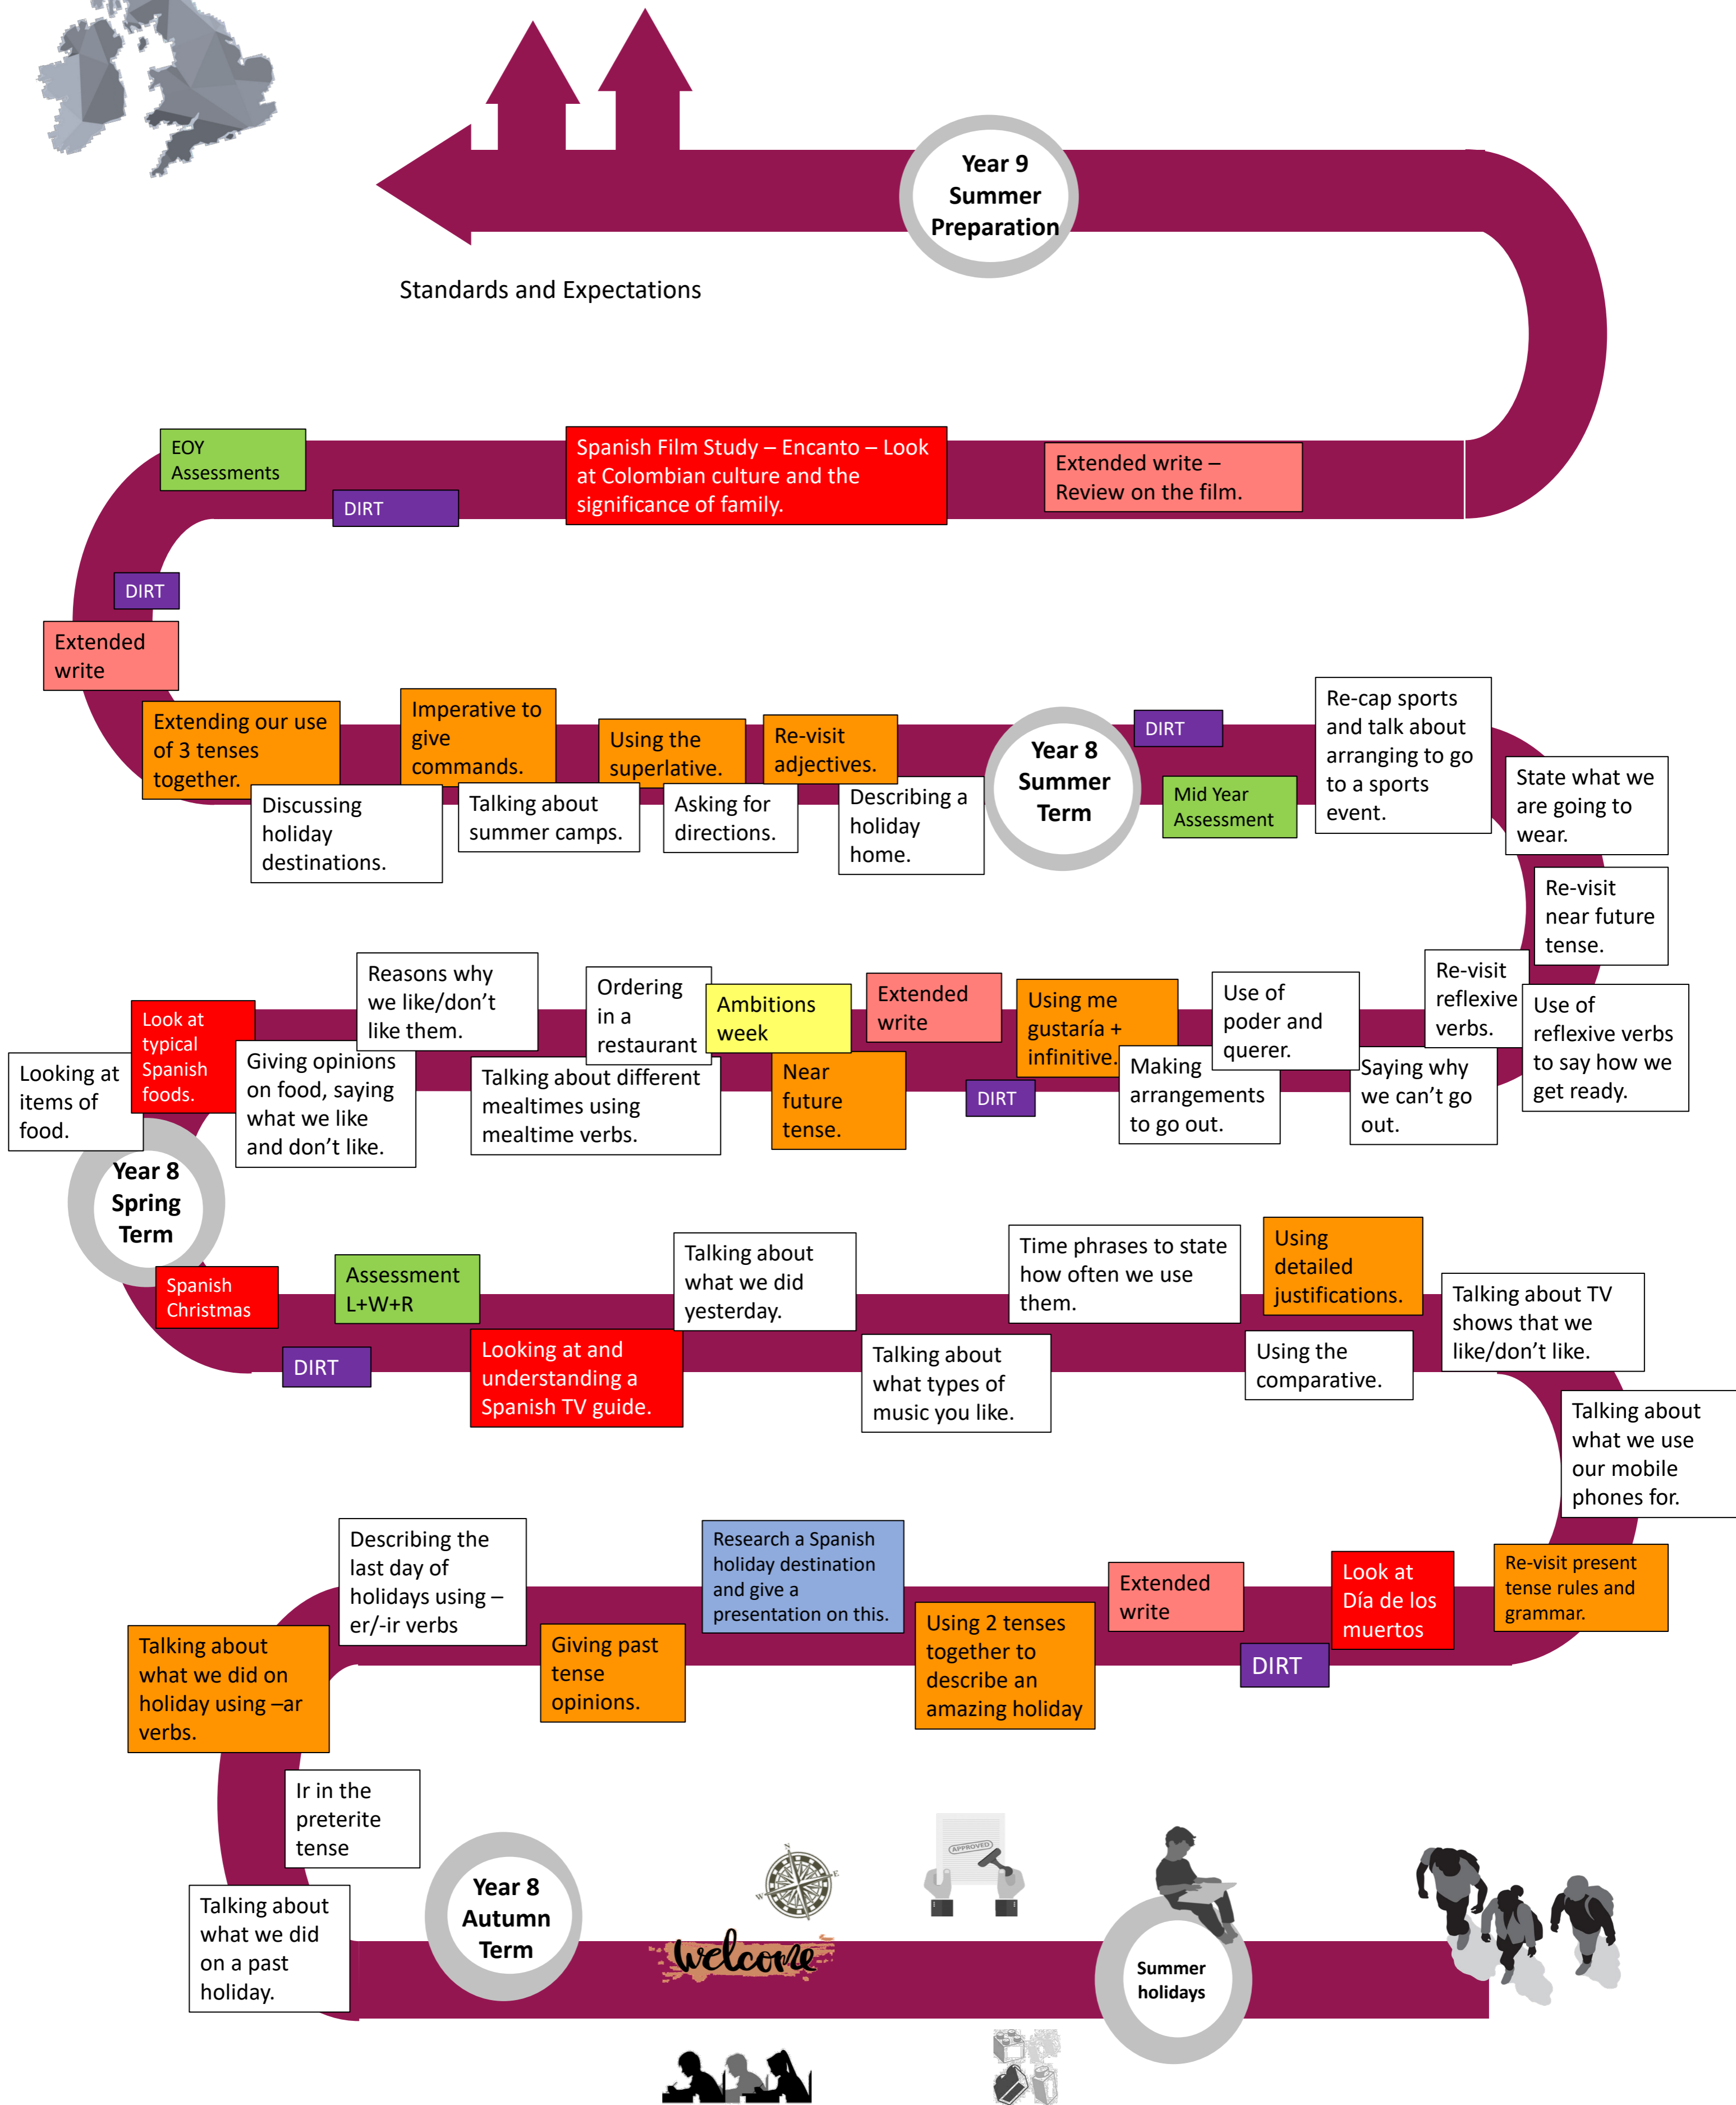 Year 9
Summer
Preparation
Standards and Expectations
EOY
Assessments
DIRT
Spanish Film Study – Encanto – Look
at Colombian culture and the
significance of family.
Extended write –
Review on the film.
DIRT
Extended
write
Extending our use
of 3 tenses
together.
Discussing
holiday
destinations.
Imperative to
give
commands.
Talking about
summer camps.
Using the
superlative.
Asking for
directions.
Re-visit
adjectives.
Describing a
holiday
home.
Year 8
Summer
Term
DIRT
Mid Year
Assessment
Re-cap sports
and talk about
arranging to go
to a sports
event.
State what we
are going to
wear.
Re-visit
near future
tense.
Looking at
items of
food.
Look at
typical
Spanish
foods.
Giving opinions
on food, saying
what we like
and don't like.
Reasons why
we like/don't
like them.
Talking about different
mealtimes using
mealtime verbs.
Ordering
in a
restaurant
Ambitions
week
Near
future
tense.
Extended
write
DIRT
Using me
gustaría +
infinitive.
Making
arrangements
to go out.
Use of
poder and
querer.
Saying why
we can't go
out.
Re-visit
reflexive
verbs.
Use of
reflexive verbs
to say how we
get ready.
Year 8
Spring
Term
Spanish
Christmas
DIRT
Assessment
L+W+R
Looking at and
understanding a
Spanish TV guide.
Talking about
what we did
yesterday.
Talking about
what types of
music you like.
Time phrases to state
how often we use
them.
Using
detailed
justifications.
Using the
comparative.
Talking about TV
shows that we
like/don't like.
Talking about
what we use
our mobile
phones for.
Talking about
what we did on
holiday using –ar
verbs.
Describing the
last day of
holidays using –
er/-ir verbs
Giving past
tense
opinions.
Research a Spanish
holiday destination
and give a
presentation on this.
Using 2 tenses
together to
describe an
amazing holiday
Extended
write
DIRT
Look at
Día de los
muertos
Re-visit present
tense rules and
grammar.
Ir in the
preterite
tense
Talking about
what we did
on a past
holiday.
Year 8
Autumn
Term
N
W E
S
welcome
APPROVED
Summer
holidays